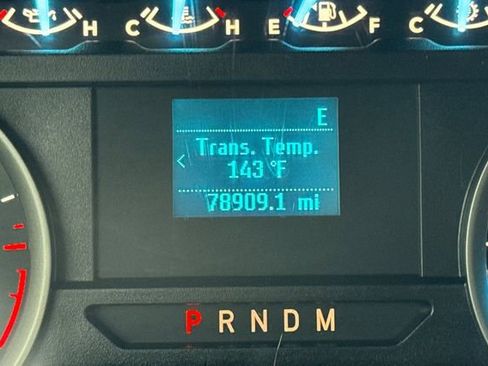 H C H E F C
E
< Trans. Temp.
143 °F
78909.1 mi
P R N D M